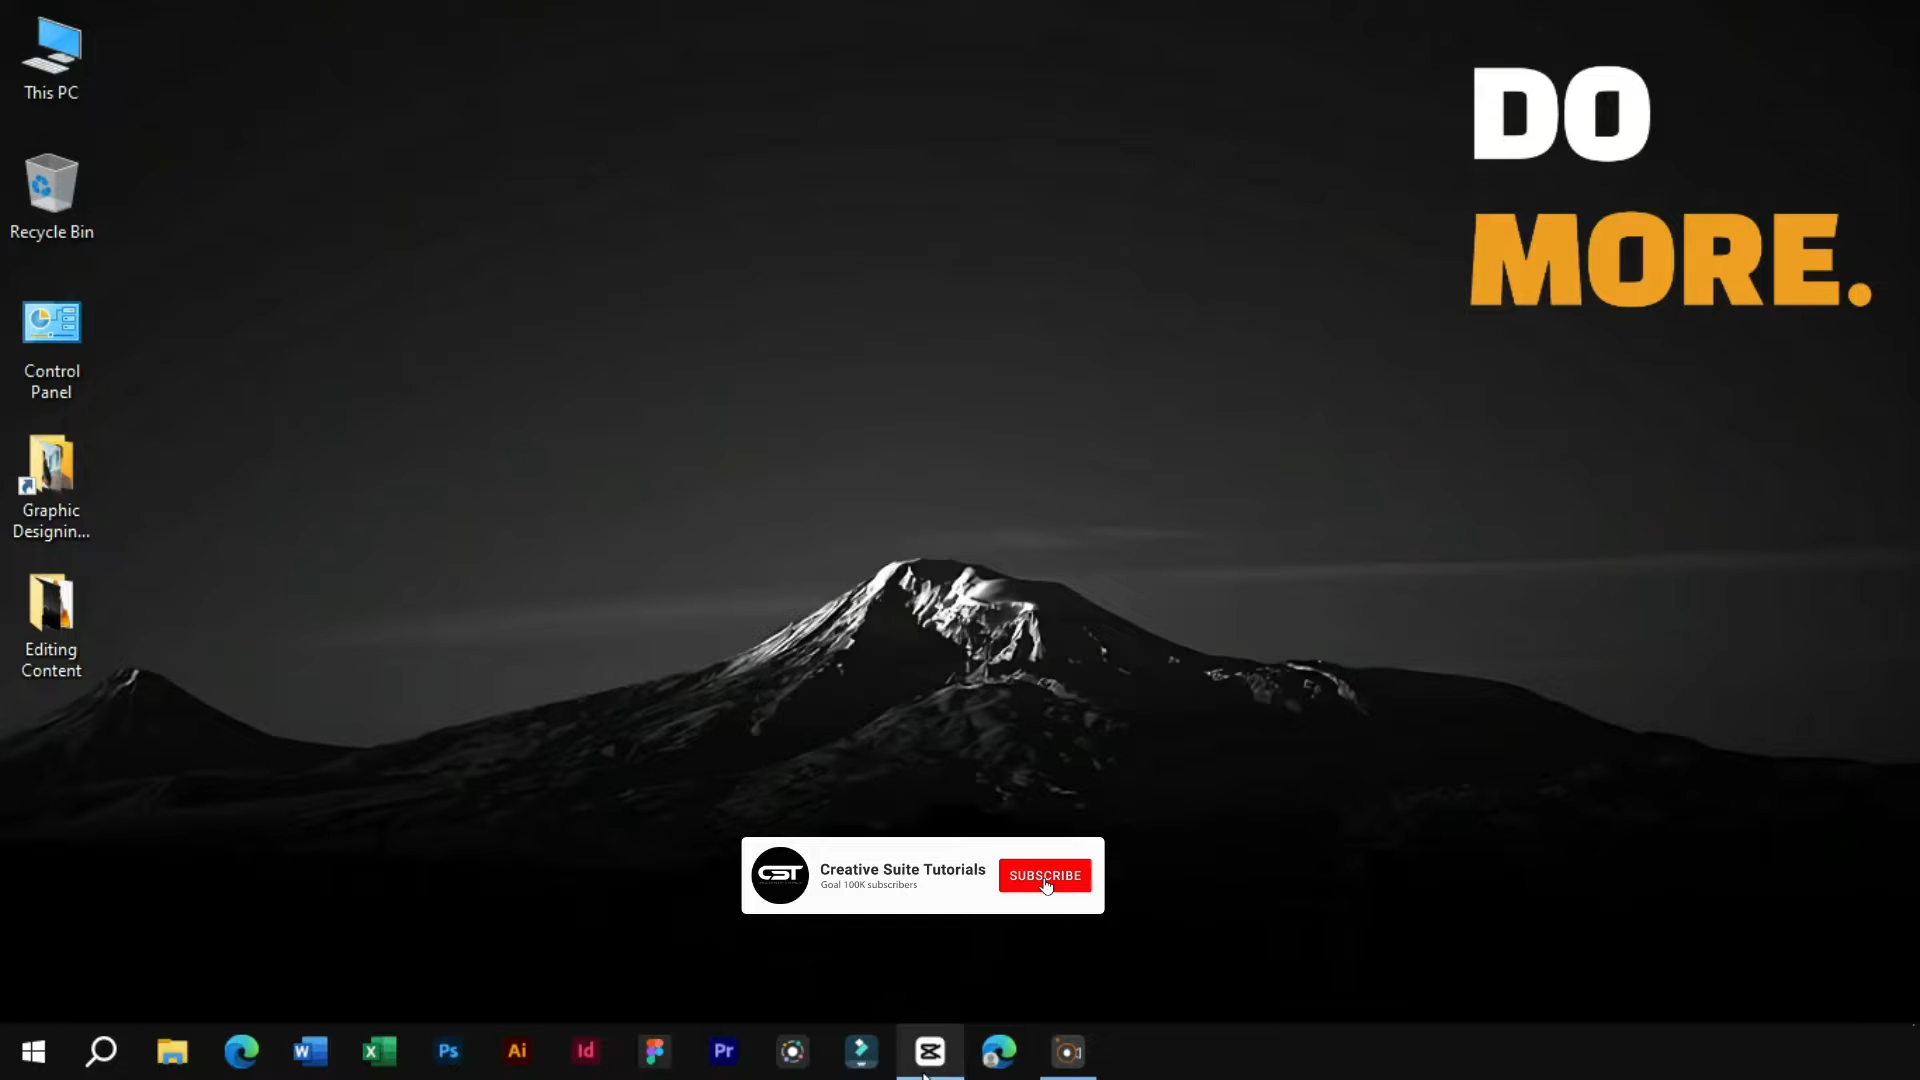 This PC
Recycle Bin
Control
Panel
Graphic
Designin...
Editing
Content
DO
MORE.
CST
Creative Suite Tutorials
Goal 100K subscribers
SUBSCRIBE
W
X
Ps
Ai
Id
Pr